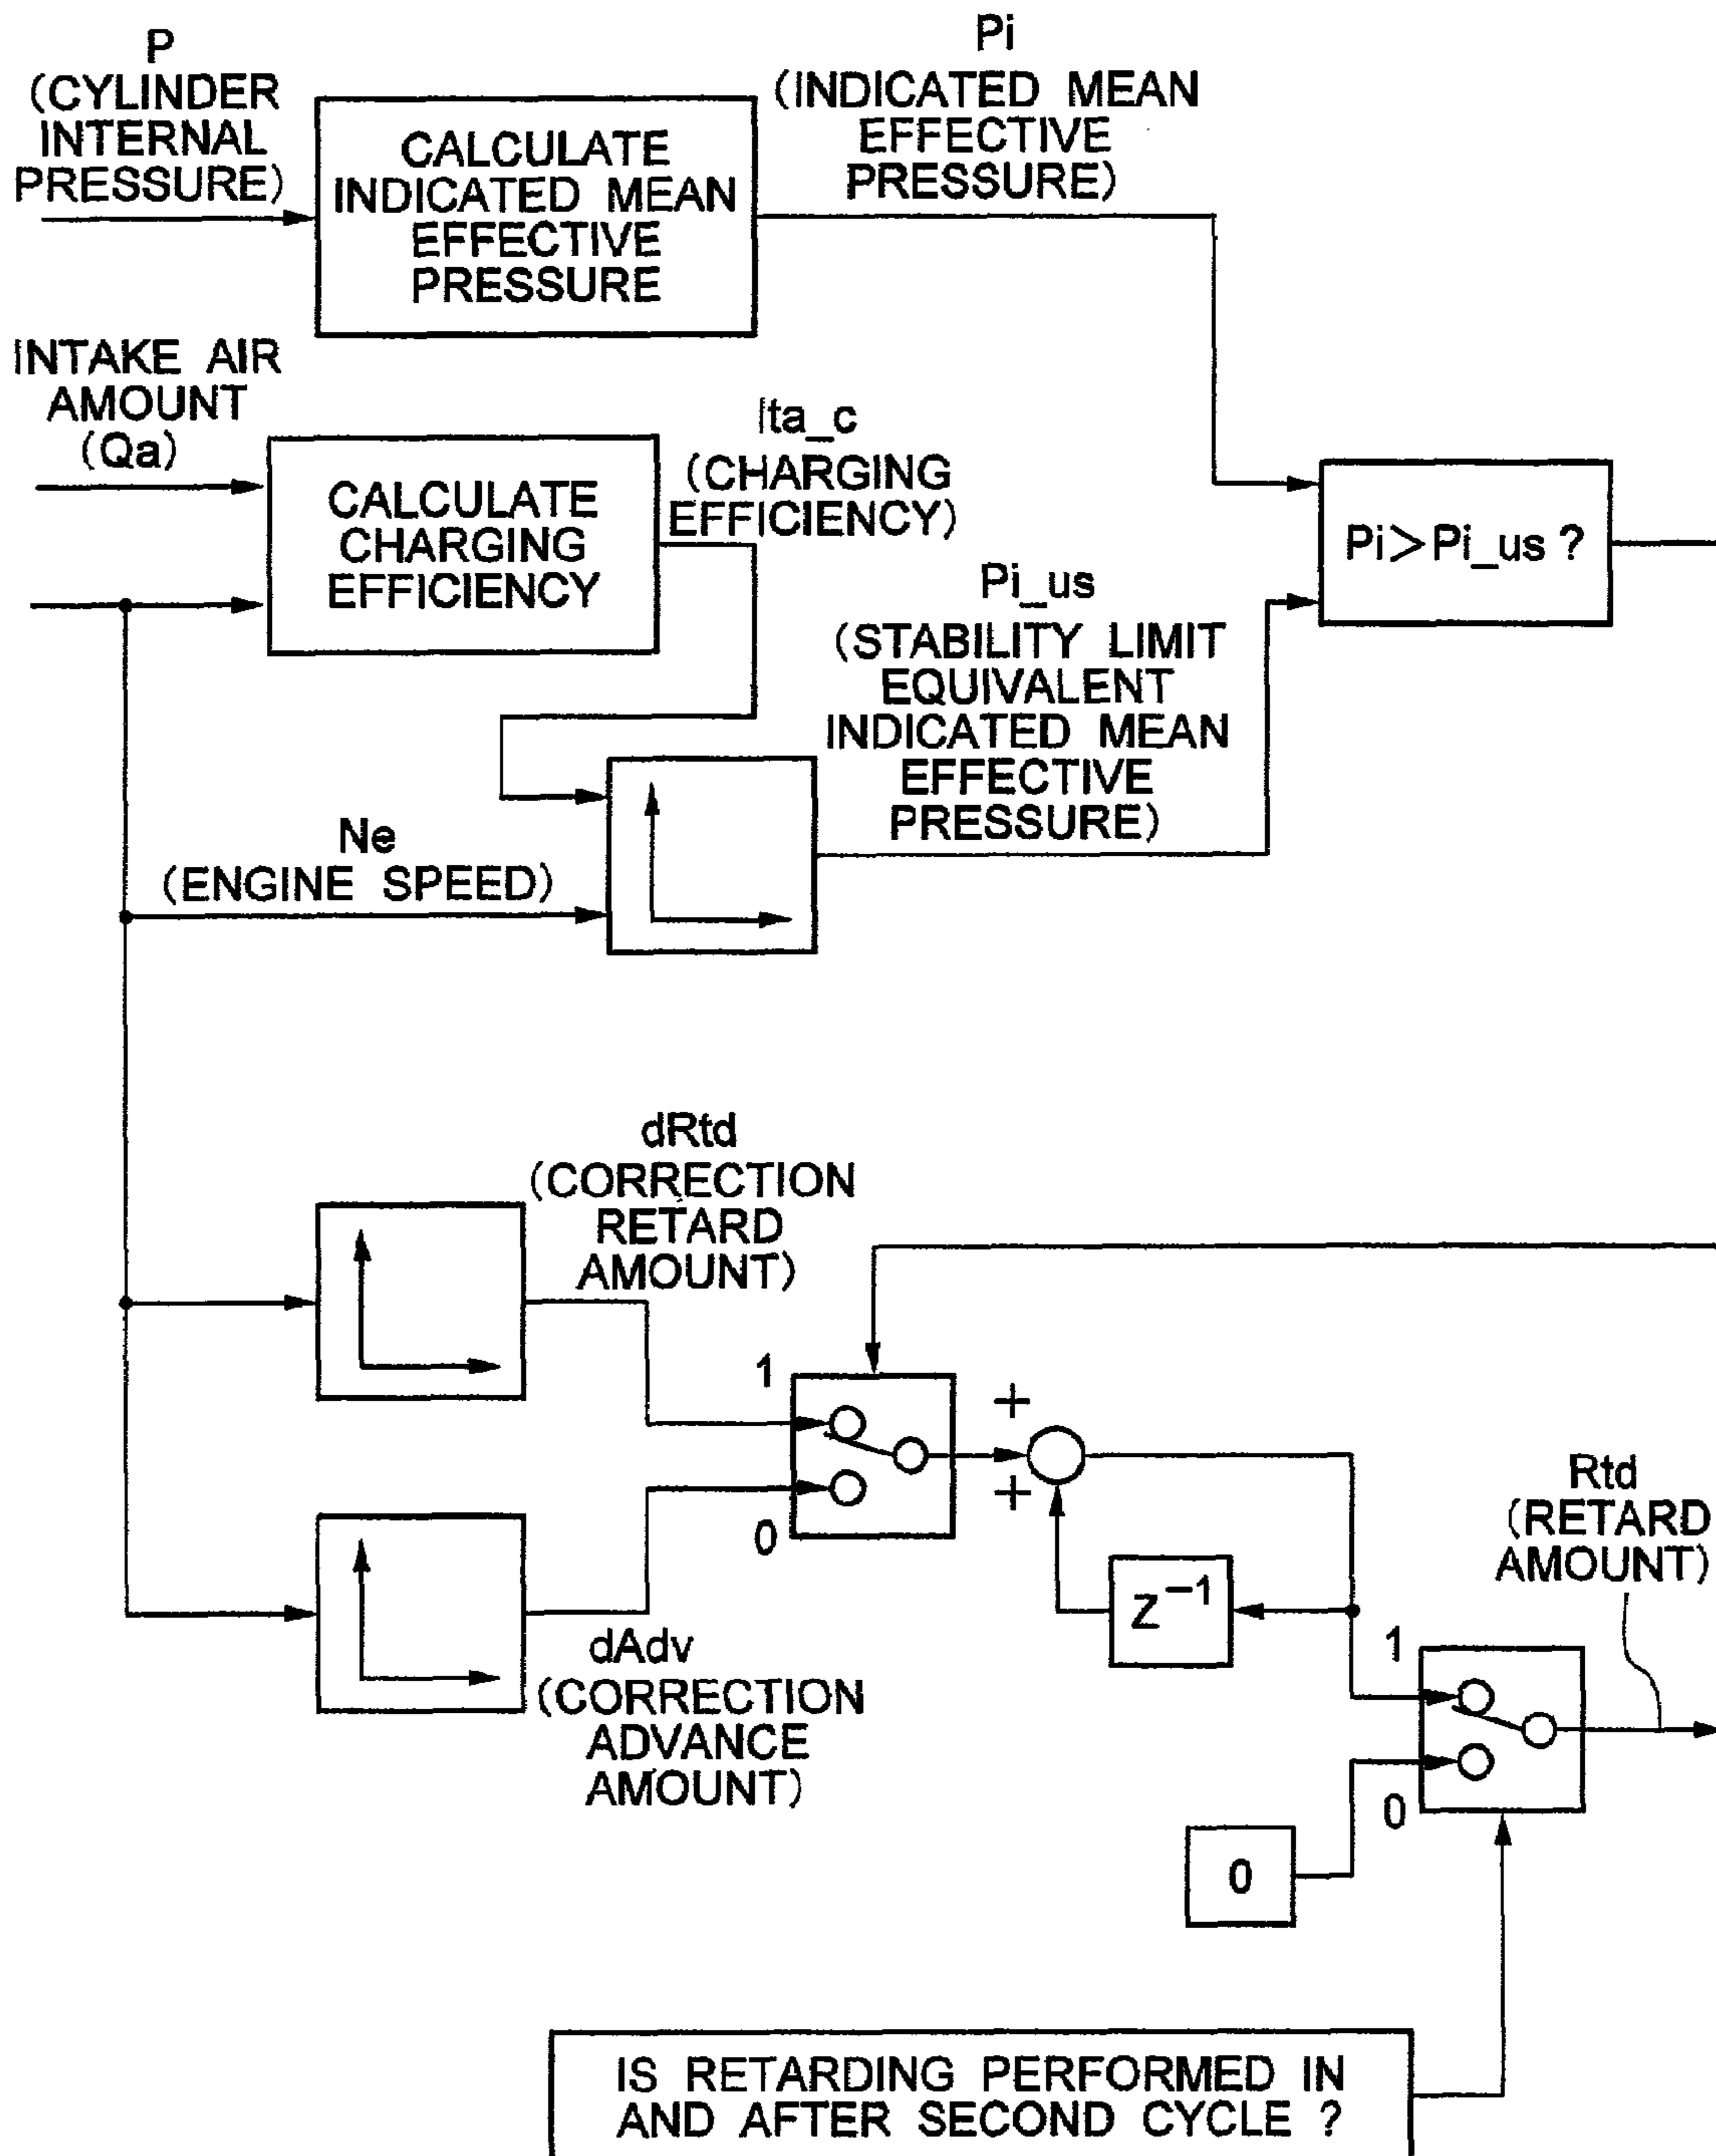 P
(CYLINDER
INTERNAL
PRESSURE)
CALCULATE
INDICATED MEAN
EFFECTIVE
PRESSURE
Pi
(INDICATED MEAN
EFFECTIVE
PRESSURE)
INTAKE AIR
AMOUNT
(Qa)
CALCULATE
CHARGING
EFFICIENCY
Ita_c
(CHARGING
EFFICIENCY)
Pi>Pi_us ?
Pi_us
(STABILITY LIMIT
EQUIVALENT
INDICATED MEAN
EFFECTIVE
PRESSURE)
Ne
(ENGINE SPEED)
dRtd
(CORRECTION
RETARD
AMOUNT)
1
0
+
+
Z⁻¹
dAdv
(CORRECTION
ADVANCE
AMOUNT)
Rtd
(RETARD
AMOUNT)
1
0
0
IS RETARDING PERFORMED IN
AND AFTER SECOND CYCLE ?